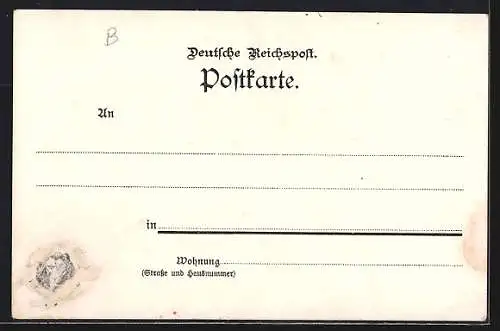 B
Deutſche Reichspoſt.
Poſtkarte.
An
in
Wohnung
(Straße und Hausnummer)